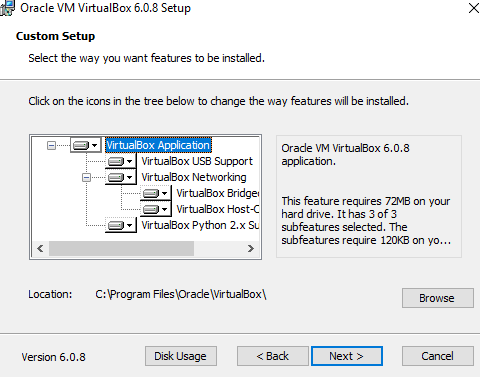 Oracle VM VirtualBox 6.0.8 Setup
Custom Setup
Select the way you want features to be installed.
Click on the icons in the tree below to change the way features will be installed.
VirtualBox Application
VirtualBox USB Support
VirtualBox Networking
VirtualBox Bridged
VirtualBox Host-C
VirtualBox Python 2.x Su
Oracle VM VirtualBox 6.0.8
application.
This feature requires 72MB on your
hard drive. It has 3 of 3
subfeatures selected. The
subfeatures require 120KB on yo...
Location: C:\Program Files\Oracle\VirtualBox\
Browse
Version 6.0.8
Disk Usage
< Back
Next >
Cancel